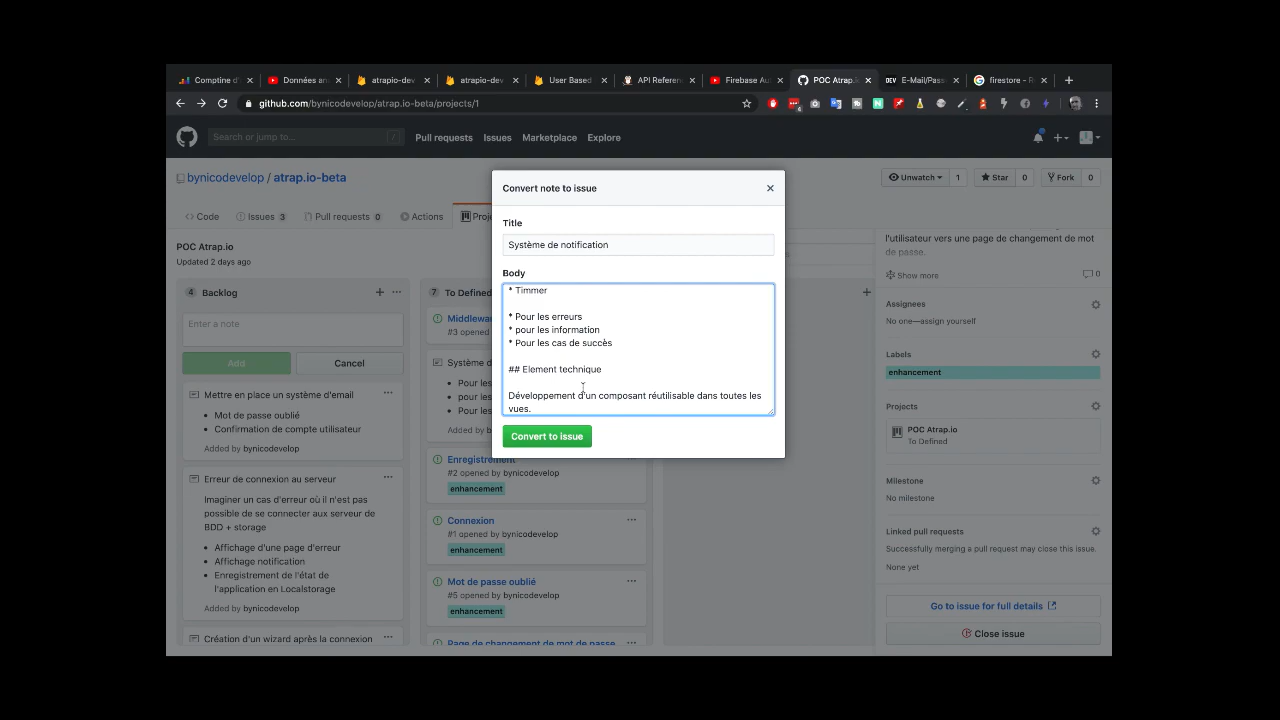 Comptine d'
Données an
atrapio-dev
atrapio-dev
User Based
API Referen
Firebase Au
POC Atrap.i
E-Mail/Pass
firestore - R
github.com/bynicodevelop/atrap.io-beta/projects/1
Search or jump to...
/
Pull requests
Issues
Marketplace
Explore
bynicodevelop / atrap.io-beta
Unwatch
1
Star
0
Fork
0
Code
Issues 3
Pull requests 0
Actions
Proje
POC Atrap.io
Updated 2 days ago
4 Backlog
Enter a note
Add
Cancel
Mettre en place un système d'email
Mot de passe oublié
Confirmation de compte utilisateur
Added by bynicodevelop
Erreur de connexion au serveur
Imaginer un cas d'erreur où il n'est pas
possible de se connecter aux serveur de
BDD + storage
Affichage d'une page d'erreur
Affichage notification
Enregistrement de l'état de
l'application en Localstorage
Added by bynicodevelop
Création d'un wizard après la connexion
7 To Defined
Middlewa
#3 opened
Système d
Pour les
pour les
Pour les
Added by b
Enregistrement
#2 opened by bynicodevelop
enhancement
Connexion
#1 opened by bynicodevelop
enhancement
Mot de passe oublié
#5 opened by bynicodevelop
enhancement
Page de changement de mot de passe
Convert note to issue
Title
Système de notification
Body
* Timmer
* Pour les erreurs
* pour les information
* Pour les cas de succès
## Element technique
Développement d'un composant réutilisable dans toutes les
vues.
Convert to issue
l'utilisateur vers une page de changement de mot
de passe.
Show more
0
Assignees
No one—assign yourself
Labels
enhancement
Projects
POC Atrap.io
To Defined
Milestone
No milestone
Linked pull requests
Successfully merging a pull request may close this issue.
None yet
Go to issue for full details
Close issue